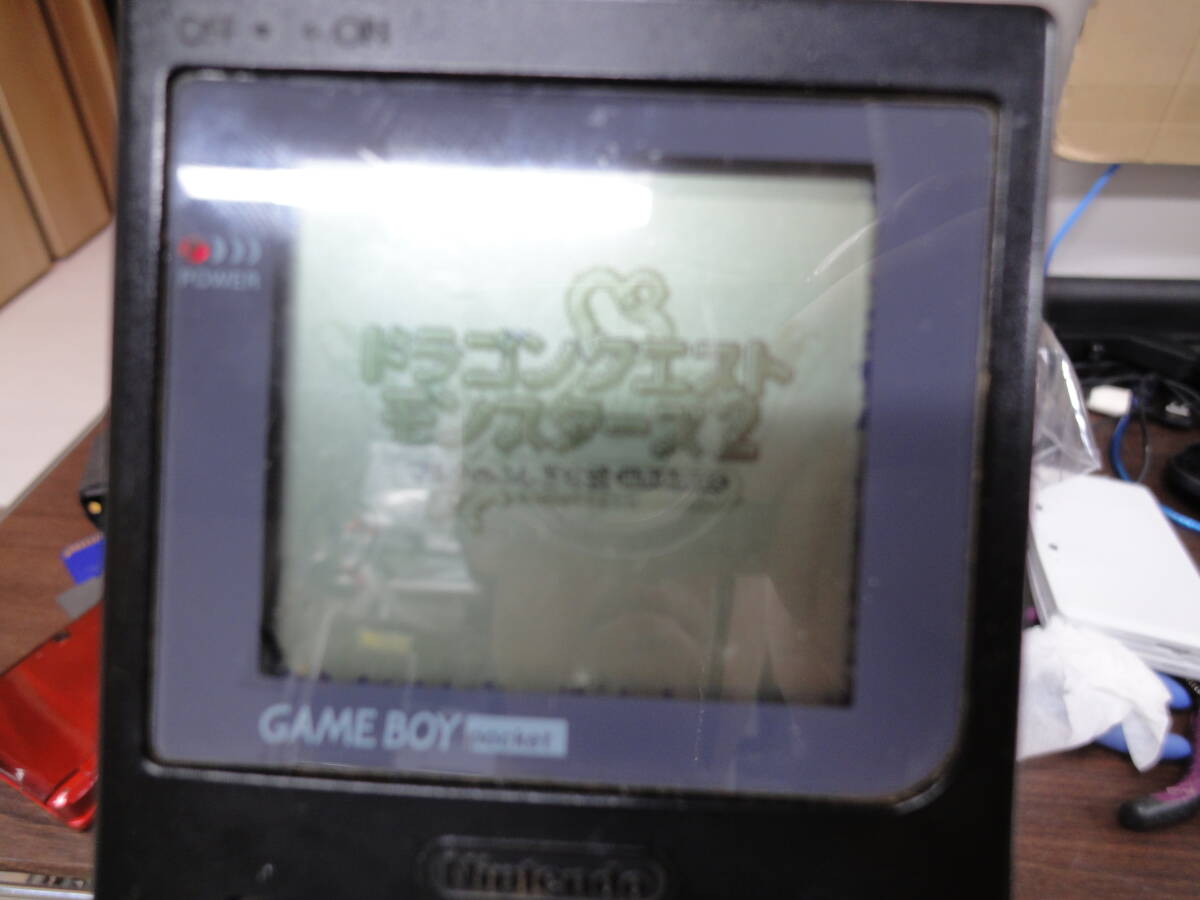 OFF ON
POWER
ドラゴンクエスト
モンスターズ2
GAME BOY pocket
Nintendo